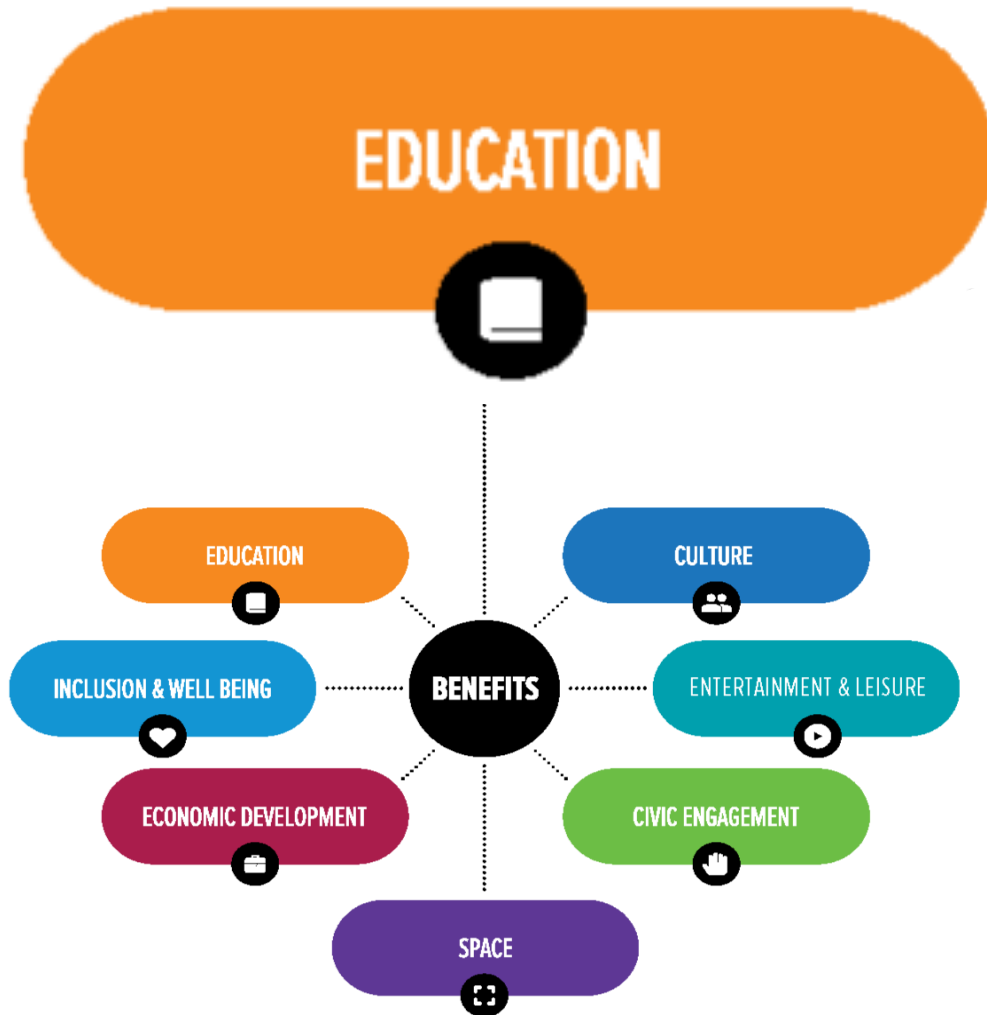 EDUCATION
EDUCATION
CULTURE
INCLUSION & WELL BEING
BENEFITS
ENTERTAINMENT & LEISURE
ECONOMIC DEVELOPMENT
CIVIC ENGAGEMENT
SPACE